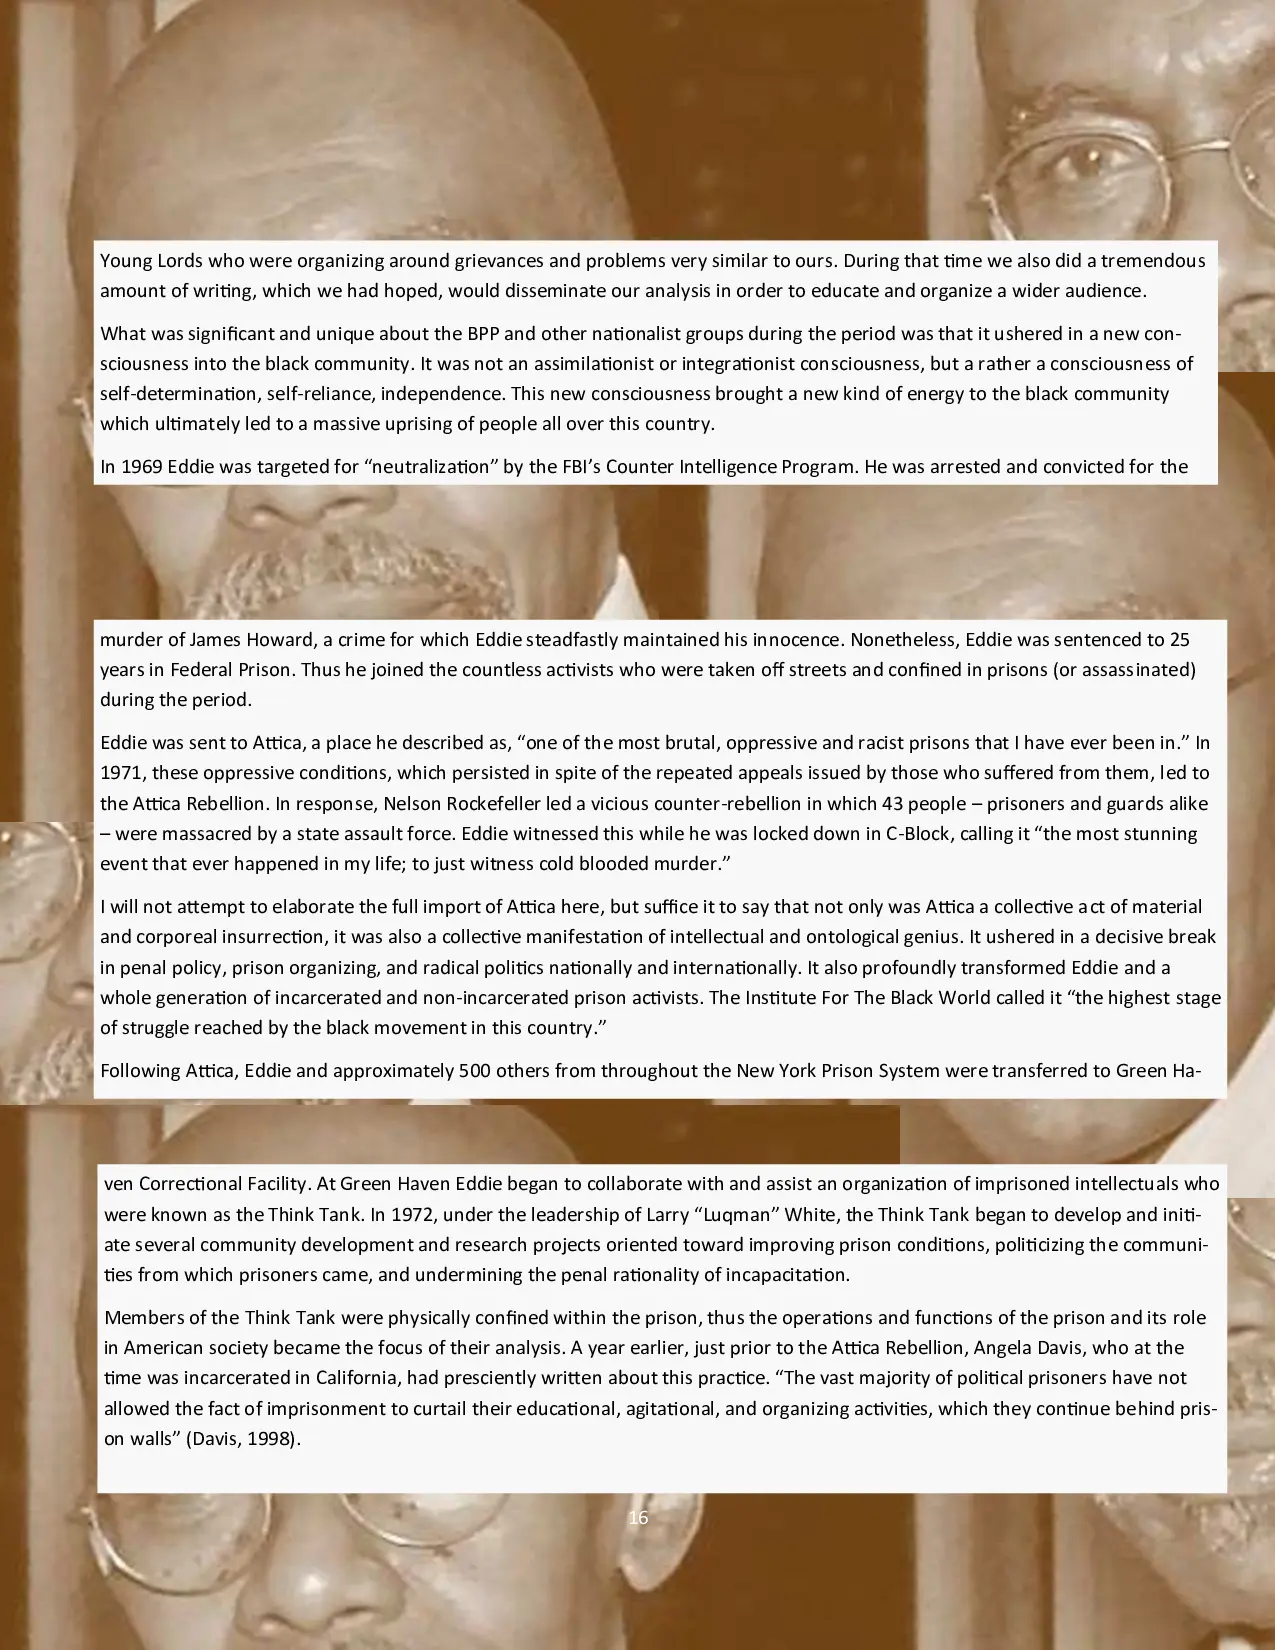 Young Lords who were organizing around grievances and problems very similar to ours. During that time we also did a tremendous
amount of writing, which we had hoped, would disseminate our analysis in order to educate and organize a wider audience.
What was significant and unique about the BPP and other nationalist groups during the period was that it ushered in a new con-
sciousness into the black community. It was not an assimilationist or integrationist consciousness, but a rather a consciousness of
self-determination, self-reliance, independence. This new consciousness brought a new kind of energy to the black community
which ultimately led to a massive uprising of people all over this country.
In 1969 Eddie was targeted for “neutralization” by the FBI’s Counter Intelligence Program. He was arrested and convicted for the
murder of James Howard, a crime for which Eddie steadfastly maintained his innocence. Nonetheless, Eddie was sentenced to 25
years in Federal Prison. Thus he joined the countless activists who were taken off streets and confined in prisons (or assassinated)
during the period.
Eddie was sent to Attica, a place he described as, “one of the most brutal, oppressive and racist prisons that I have ever been in.” In
1971, these oppressive conditions, which persisted in spite of the repeated appeals issued by those who suffered from them, led to
the Attica Rebellion. In response, Nelson Rockefeller led a vicious counter-rebellion in which 43 people – prisoners and guards alike
– were massacred by a state assault force. Eddie witnessed this while he was locked down in C-Block, calling it “the most stunning
event that ever happened in my life; to just witness cold blooded murder.”
I will not attempt to elaborate the full import of Attica here, but suffice it to say that not only was Attica a collective act of material
and corporeal insurrection, it was also a collective manifestation of intellectual and ontological genius. It ushered in a decisive break
in penal policy, prison organizing, and radical politics nationally and internationally. It also profoundly transformed Eddie and a
whole generation of incarcerated and non-incarcerated prison activists. The Institute For The Black World called it “the highest stage
of struggle reached by the black movement in this country.”
Following Attica, Eddie and approximately 500 others from throughout the New York Prison System were transferred to Green Ha-
ven Correctional Facility. At Green Haven Eddie began to collaborate with and assist an organization of imprisoned intellectuals who
were known as the Think Tank. In 1972, under the leadership of Larry “Luqman” White, the Think Tank began to develop and initi-
ate several community development and research projects oriented toward improving prison conditions, politicizing the communi-
ties from which prisoners came, and undermining the penal rationality of incapacitation.
Members of the Think Tank were physically confined within the prison, thus the operations and functions of the prison and its role
in American society became the focus of their analysis. A year earlier, just prior to the Attica Rebellion, Angela Davis, who at the
time was incarcerated in California, had presciently written about this practice. “The vast majority of political prisoners have not
allowed the fact of imprisonment to curtail their educational, agitational, and organizing activities, which they continue behind pris-
on walls” (Davis, 1998).
16